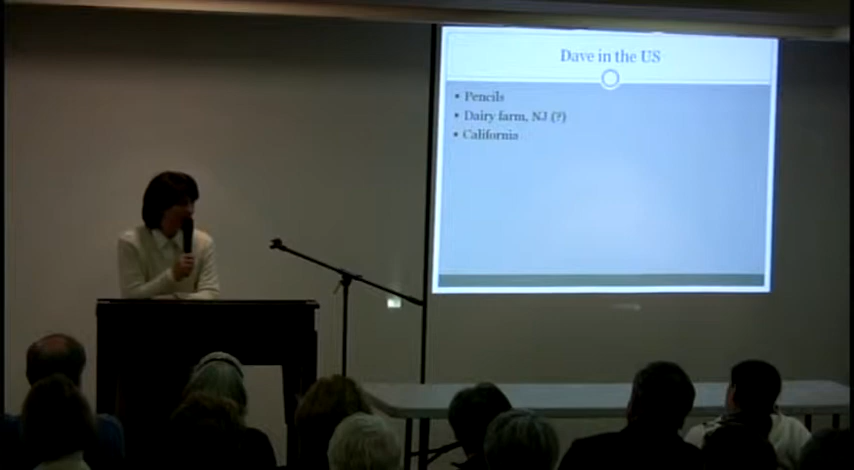 Dave in the US
• Pencils
• Dairy farm, NJ (?)
• California